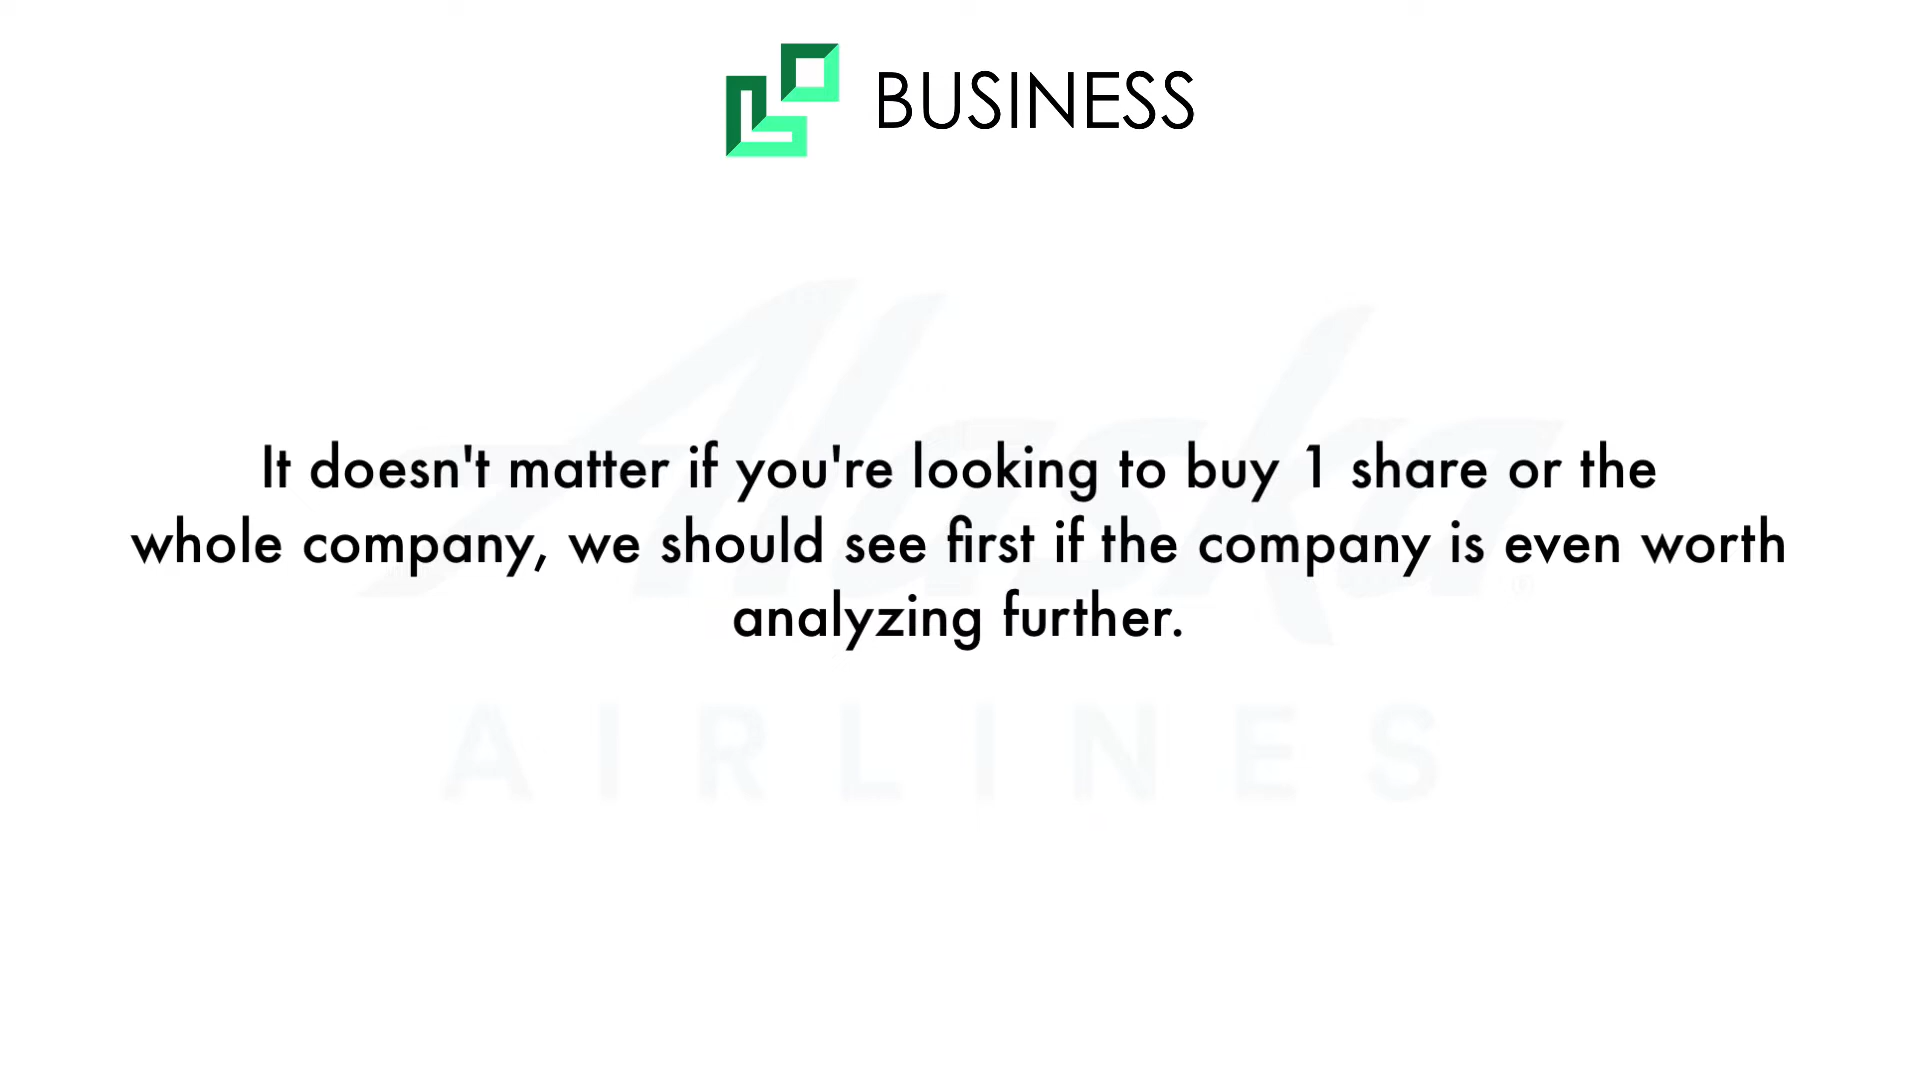 BUSINESS
It doesn't matter if you're looking to buy 1 share or the
whole company, we should see first if the company is even worth
analyzing further.
Alaska
®
AIRLINES